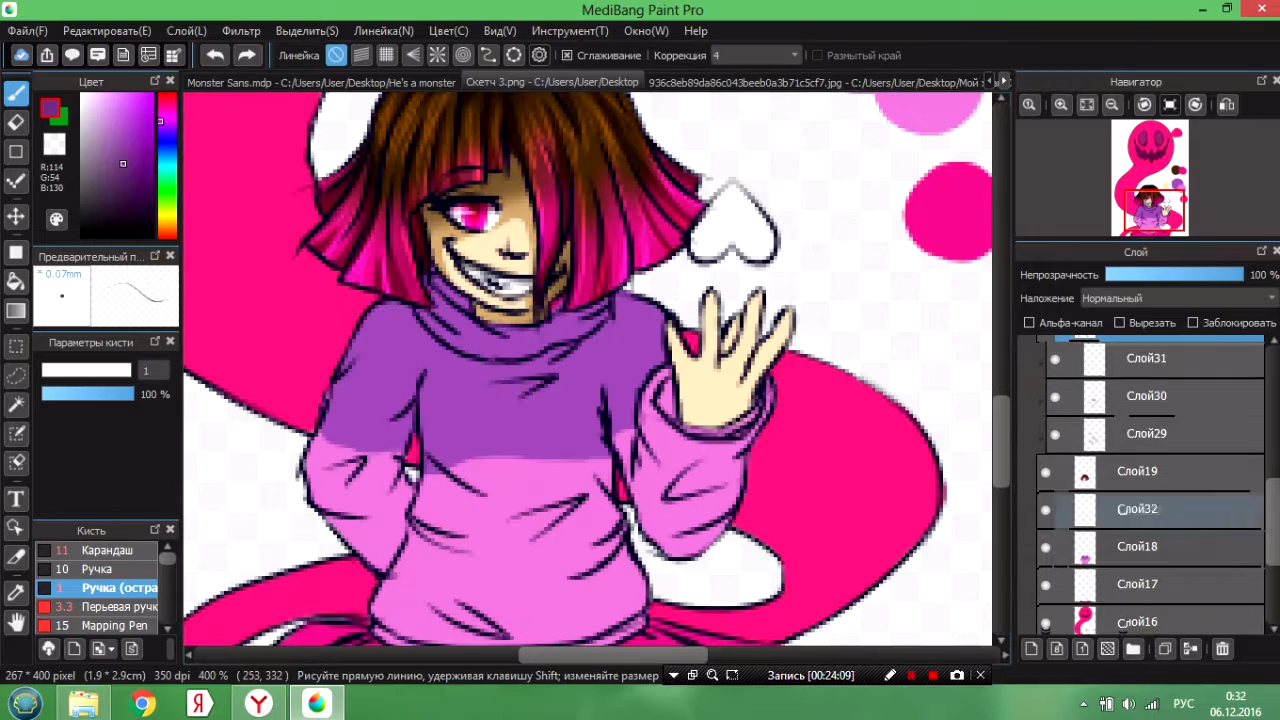 MediBang Paint Pro
Файл(F) Редактировать(E) Слой(L) Фильтр Выделить(S) Линейка(N) Цвет(C) Вид(V) Инструмент(T) Окно(W) Help
Линейка Сглаживание Коррекция 4 Размытый край
Цвет
Monster Sans.mdp - C:/Users/User/Desktop/He's a monster Скетч 3.png - C:/Users/User/Desktop 936c8eb89da86c043beeb0a3b71c5cf7.jpg - C:/Users/User/Desktop/Мой
Навигатор
R:114
G:54
B:130
Предварительный п...
0.07mm
Слой
Непрозрачность 100 %
Наложение Нормальный
Альфа-канал Вырезать Заблокировать
Параметры кисти
1
100 %
Слой31
Слой30
Слой29
Слой19
Слой32
Слой18
Слой17
Слой16
Кисть
11 Карандаш
10 Ручка
1 Ручка (остра
3.3 Перьевая ручк
15 Mapping Pen
267 * 400 pixel (1.9 * 2.9cm) 350 dpi 400 % ( 253, 332 ) Рисуйте прямую линию, удерживая клавишу Shift; изменяйте размер
Запись [00:24:09]
РУС
0:32
06.12.2016